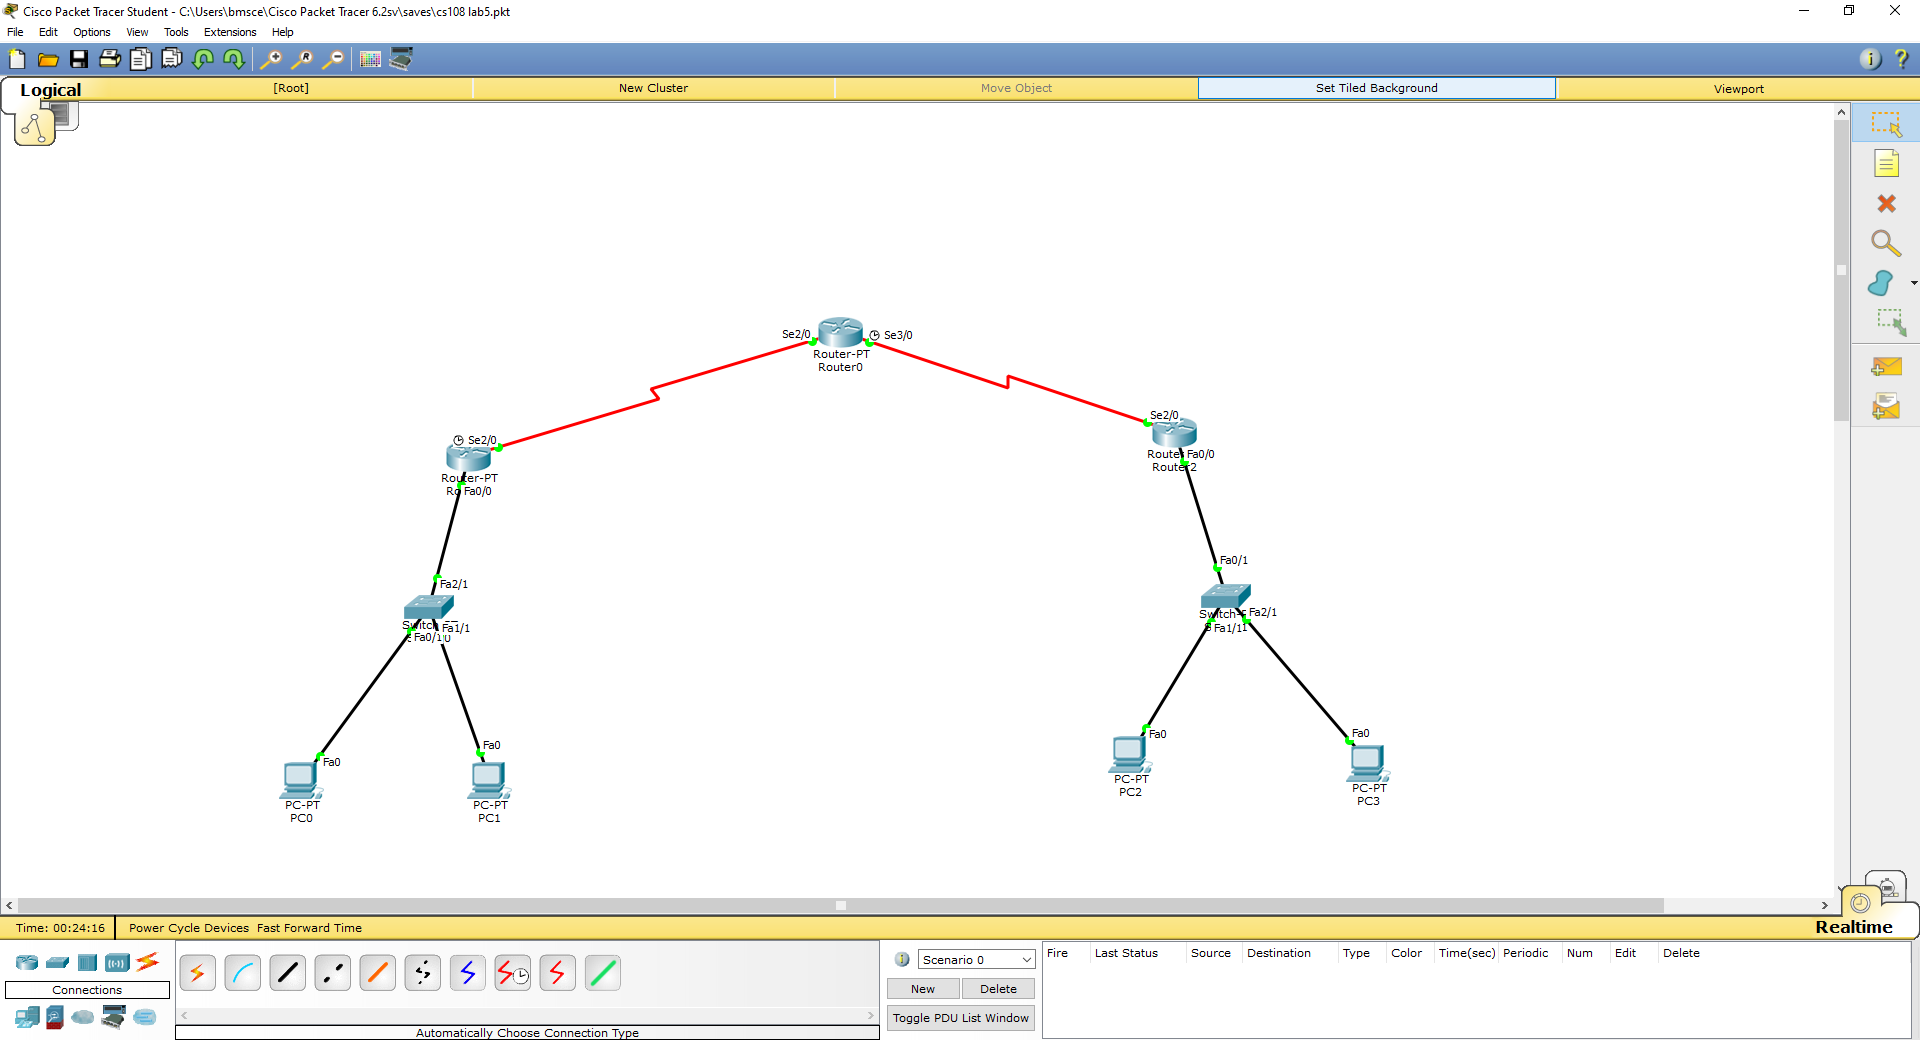 Cisco Packet Tracer Student - C:\Users\bmsce\Cisco Packet Tracer 6.2sv\saves\cs108 lab5.pkt
File Edit Options View Tools Extensions Help
Logical [Root] New Cluster Move Object Set Tiled Background Viewport
Se2/0 Se3/0
Router-PT
Router0
Se2/0
Se2/0
Router Fa0/0
Router2
Router-PT
Fa0/0
Fa0/1
Fa2/1
Switch Fa2/1
Fa1/1
Switch
Fa1/1
Fa0/1
Fa0
Fa0
Fa0
Fa0
PC-PT
PC2
PC-PT
PC3
PC-PT
PC0
PC-PT
PC1
Time: 00:24:16 Power Cycle Devices Fast Forward Time Realtime
Connections
Automatically Choose Connection Type
Scenario 0
New Delete
Toggle PDU List Window
Fire Last Status Source Destination Type Color Time(sec) Periodic Num Edit Delete